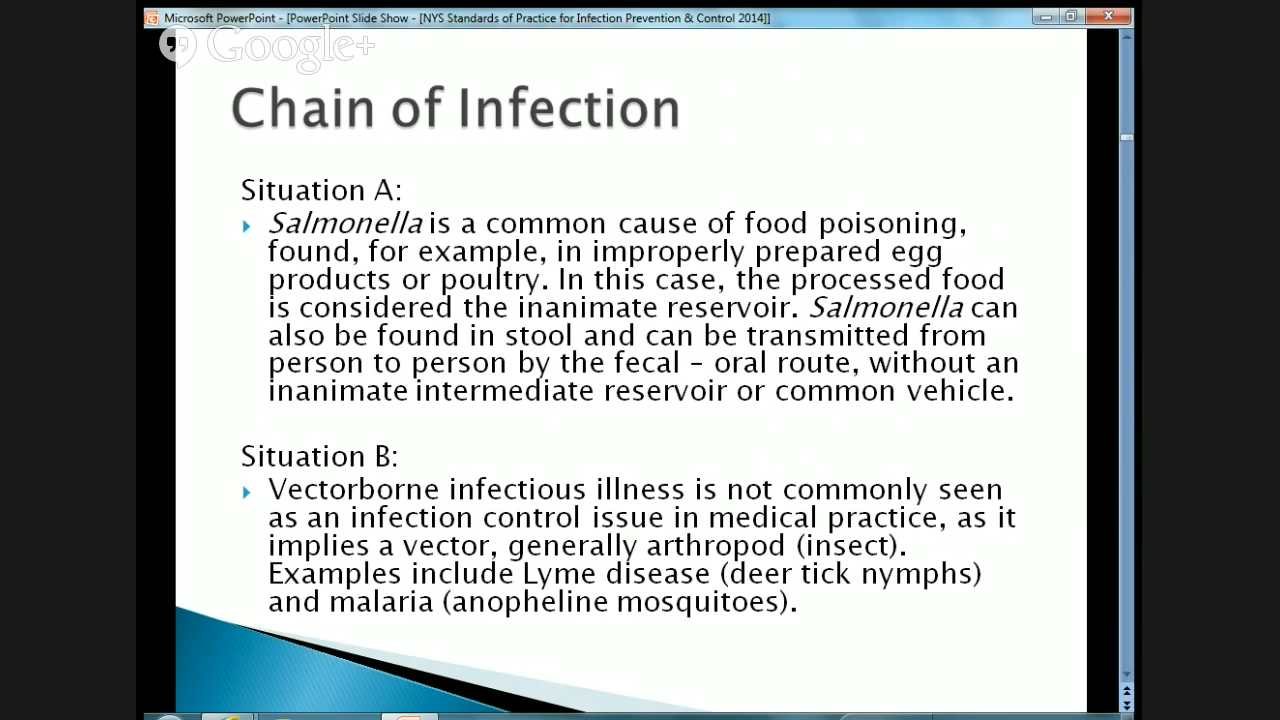 Microsoft PowerPoint - [PowerPoint Slide Show - [NYS Standards of Practice for Infection Prevention & Control 2014]]
Google+
Chain of Infection
Situation A:
Salmonella is a common cause of food poisoning,
found, for example, in improperly prepared egg
products or poultry. In this case, the processed food
is considered the inanimate reservoir. Salmonella can
also be found in stool and can be transmitted from
person to person by the fecal – oral route, without an
inanimate intermediate reservoir or common vehicle.
Situation B:
Vectorborne infectious illness is not commonly seen
as an infection control issue in medical practice, as it
implies a vector, generally arthropod (insect).
Examples include Lyme disease (deer tick nymphs)
and malaria (anopheline mosquitoes).